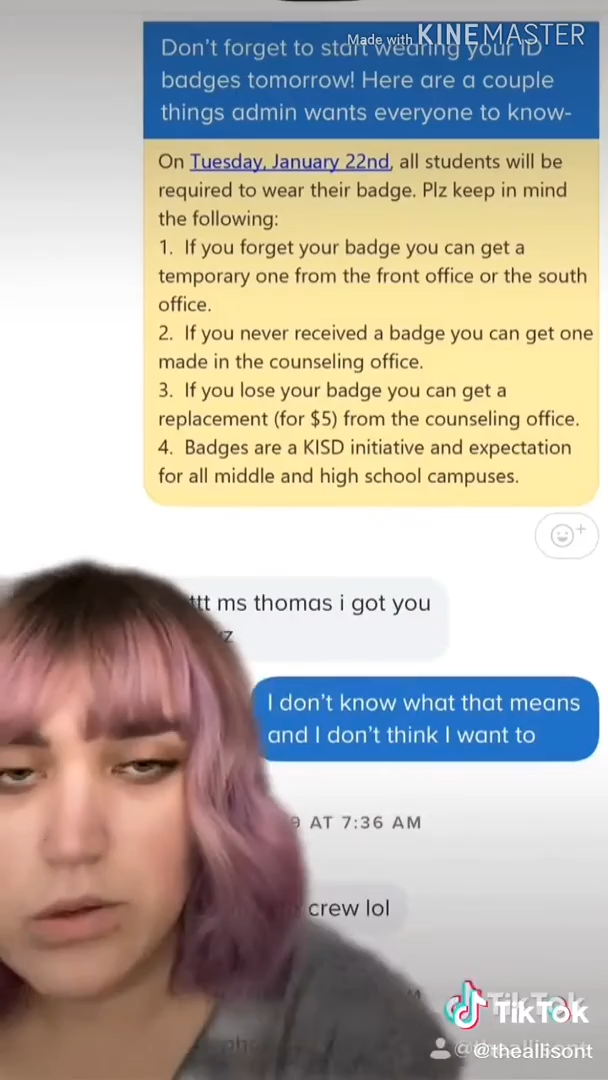 Made with KINEMASTER
Don't forget to start wearing your ID
badges tomorrow! Here are a couple
things admin wants everyone to know-
On Tuesday, January 22nd, all students will be
required to wear their badge. Plz keep in mind
the following:
1. If you forget your badge you can get a
temporary one from the front office or the south
office.
2. If you never received a badge you can get one
made in the counseling office.
3. If you lose your badge you can get a
replacement (for $5) from the counseling office.
4. Badges are a KISD initiative and expectation
for all middle and high school campuses.
ms thomas i got you
I don't know what that means
and I don't think I want to
AT 7:36 AM
crew lol
TikTok
@theallisont